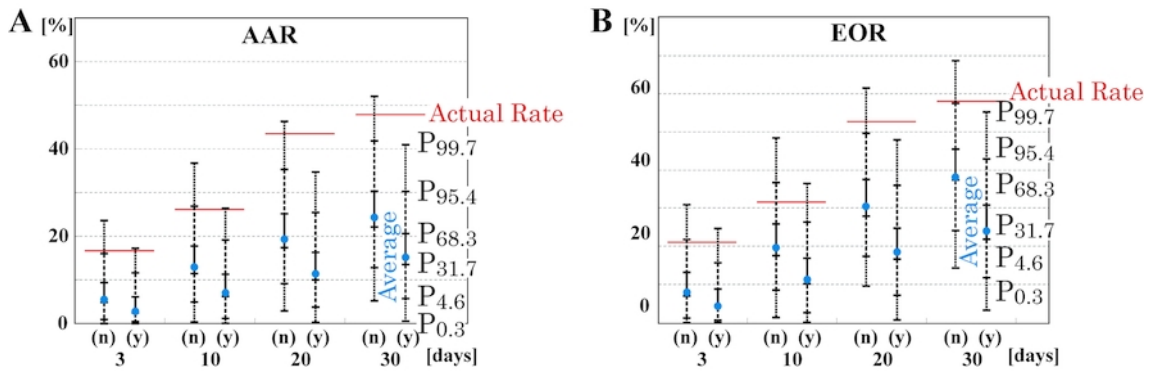 A [%] AAR
60
40
20
0
Actual Rate
P99.7
P95.4
P68.3
P31.7
P4.6
P0.3
Average
(n) (y) (n) (y) (n) (y) (n) (y)
3 10 20 30 [days]
B [%] EOR
60
40
20
0
Actual Rate
P99.7
P95.4
P68.3
P31.7
P4.6
P0.3
Average
(n) (y) (n) (y) (n) (y) (n) (y)
3 10 20 30 [days]